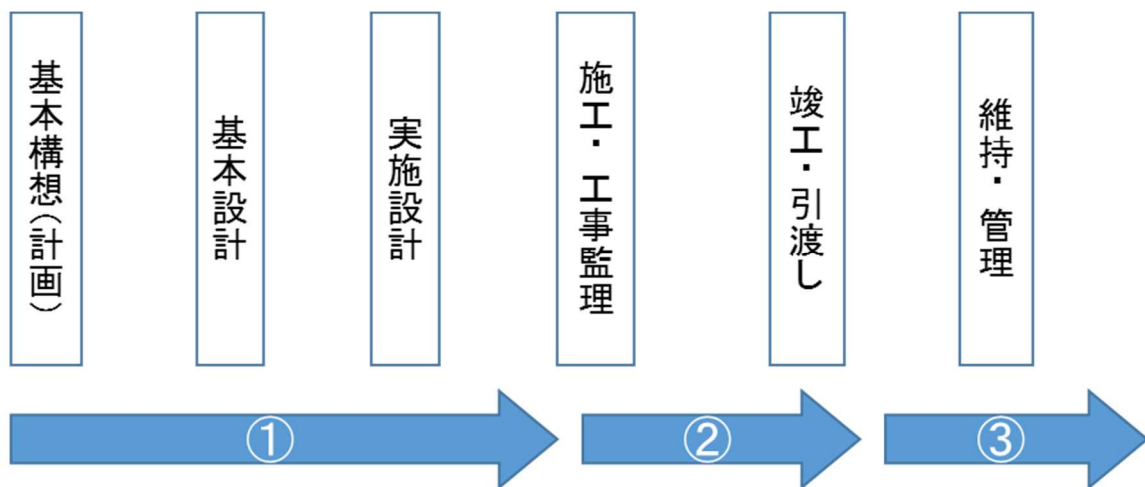 基本構想(計画)
基本設計
実施設計
施工・工事監理
竣工・引渡し
維持・管理
①
②
③